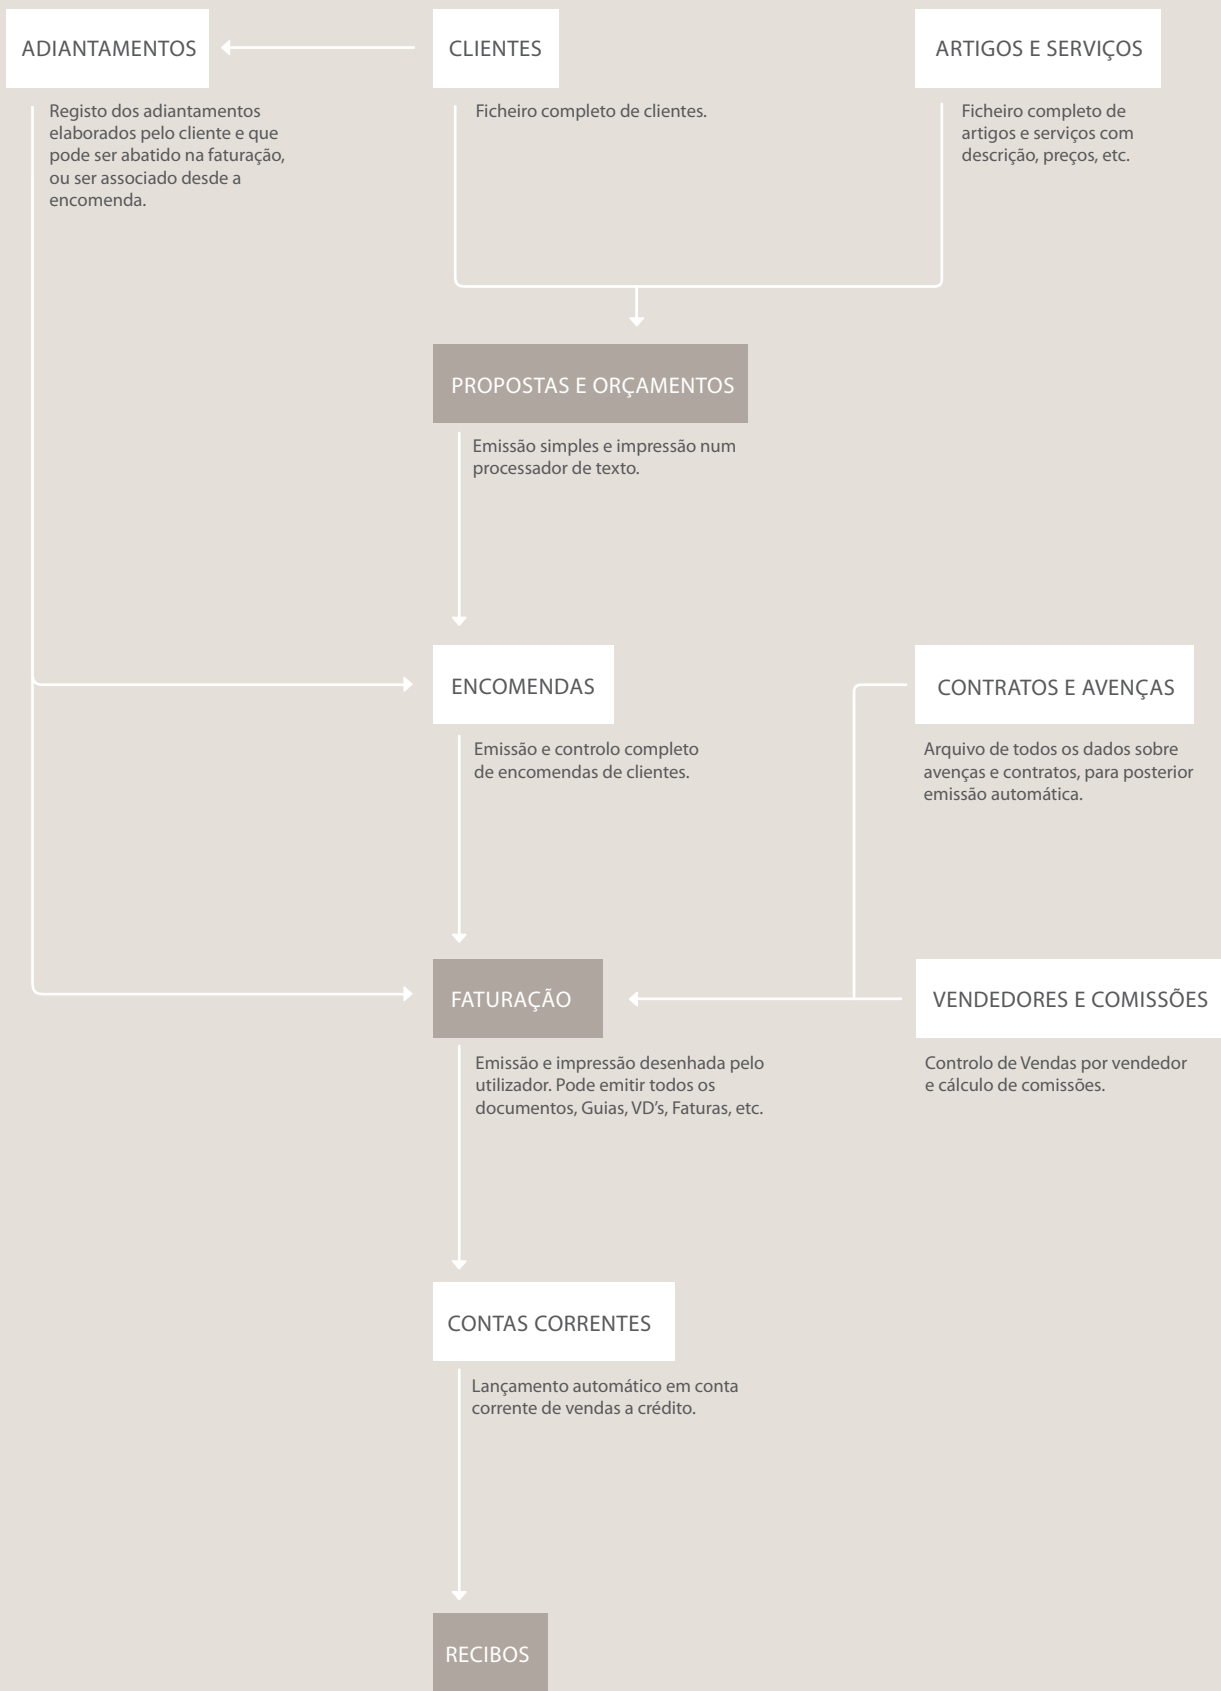 ADIANTAMENTOS
Registo dos adiantamentos
elaborados pelo cliente e que
pode ser abatido na faturação,
ou ser associado desde a
encomenda.
CLIENTES
Ficheiro completo de clientes.
ARTIGOS E SERVIÇOS
Ficheiro completo de
artigos e serviços com
descrição, preços, etc.
PROPOSTAS E ORÇAMENTOS
Emissão simples e impressão num
processador de texto.
ENCOMENDAS
Emissão e controlo completo
de encomendas de clientes.
CONTRATOS E AVENÇAS
Arquivo de todos os dados sobre
avenças e contratos, para posterior
emissão automática.
FATURAÇÃO
Emissão e impressão desenhada pelo
utilizador. Pode emitir todos os
documentos, Guias, VD's, Faturas, etc.
VENDEDORES E COMISSÕES
Controlo de Vendas por vendedor
e cálculo de comissões.
CONTAS CORRENTES
Lançamento automático em conta
corrente de vendas a crédito.
RECIBOS